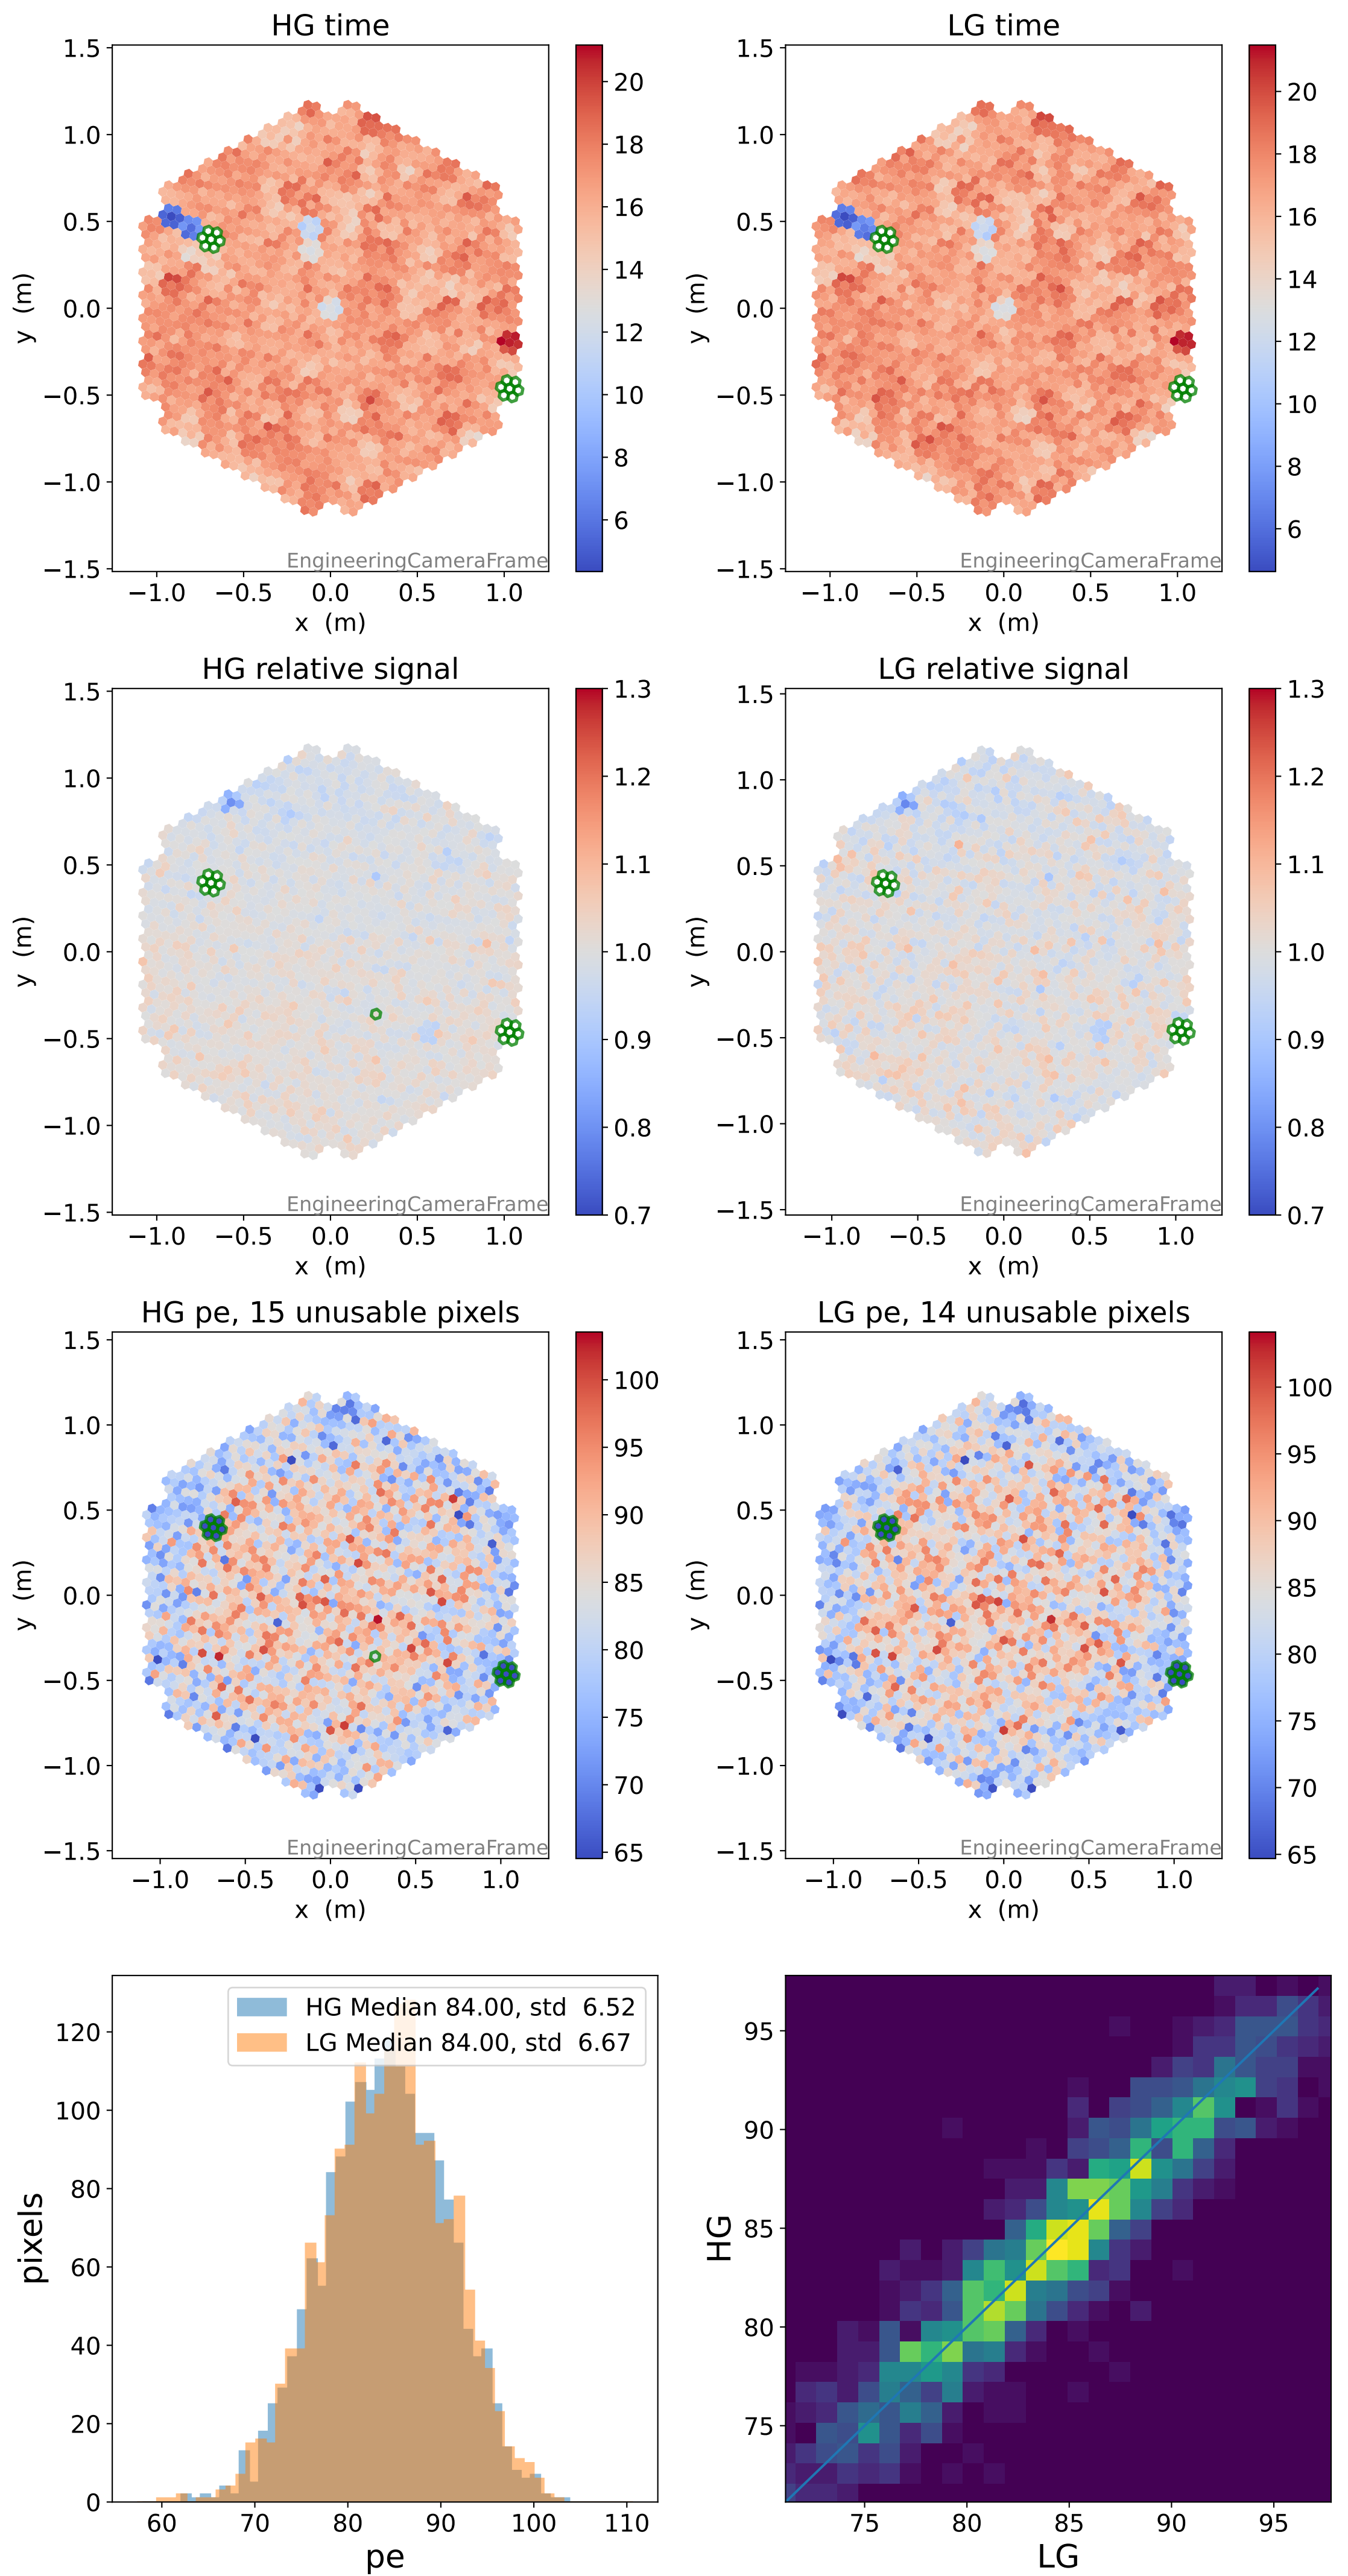 HG time
1.5
1.0
0.5
0.0
−0.5
−1.0
−1.5
y (m)
−1.0 −0.5 0.0 0.5 1.0
x (m)
EngineeringCameraFrame
20
18
16
14
12
10
8
6
LG time
1.5
1.0
0.5
0.0
−0.5
−1.0
−1.5
y (m)
−1.0 −0.5 0.0 0.5 1.0
x (m)
EngineeringCameraFrame
20
18
16
14
12
10
8
6
HG relative signal
1.5
1.0
0.5
0.0
−0.5
−1.0
−1.5
y (m)
−1.0 −0.5 0.0 0.5 1.0
x (m)
EngineeringCameraFrame
1.3
1.2
1.1
1.0
0.9
0.8
0.7
LG relative signal
1.5
1.0
0.5
0.0
−0.5
−1.0
−1.5
y (m)
−1.0 −0.5 0.0 0.5 1.0
x (m)
EngineeringCameraFrame
1.3
1.2
1.1
1.0
0.9
0.8
0.7
HG pe, 15 unusable pixels
1.5
1.0
0.5
0.0
−0.5
−1.0
−1.5
y (m)
−1.0 −0.5 0.0 0.5 1.0
x (m)
EngineeringCameraFrame
100
95
90
85
80
75
70
65
LG pe, 14 unusable pixels
1.5
1.0
0.5
0.0
−0.5
−1.0
−1.5
y (m)
−1.0 −0.5 0.0 0.5 1.0
x (m)
EngineeringCameraFrame
100
95
90
85
80
75
70
65
HG Median 84.00, std 6.52
LG Median 84.00, std 6.67
120
100
80
60
40
20
0
pixels
60 70 80 90 100 110
pe
95
90
85
80
75
HG
75 80 85 90 95
LG